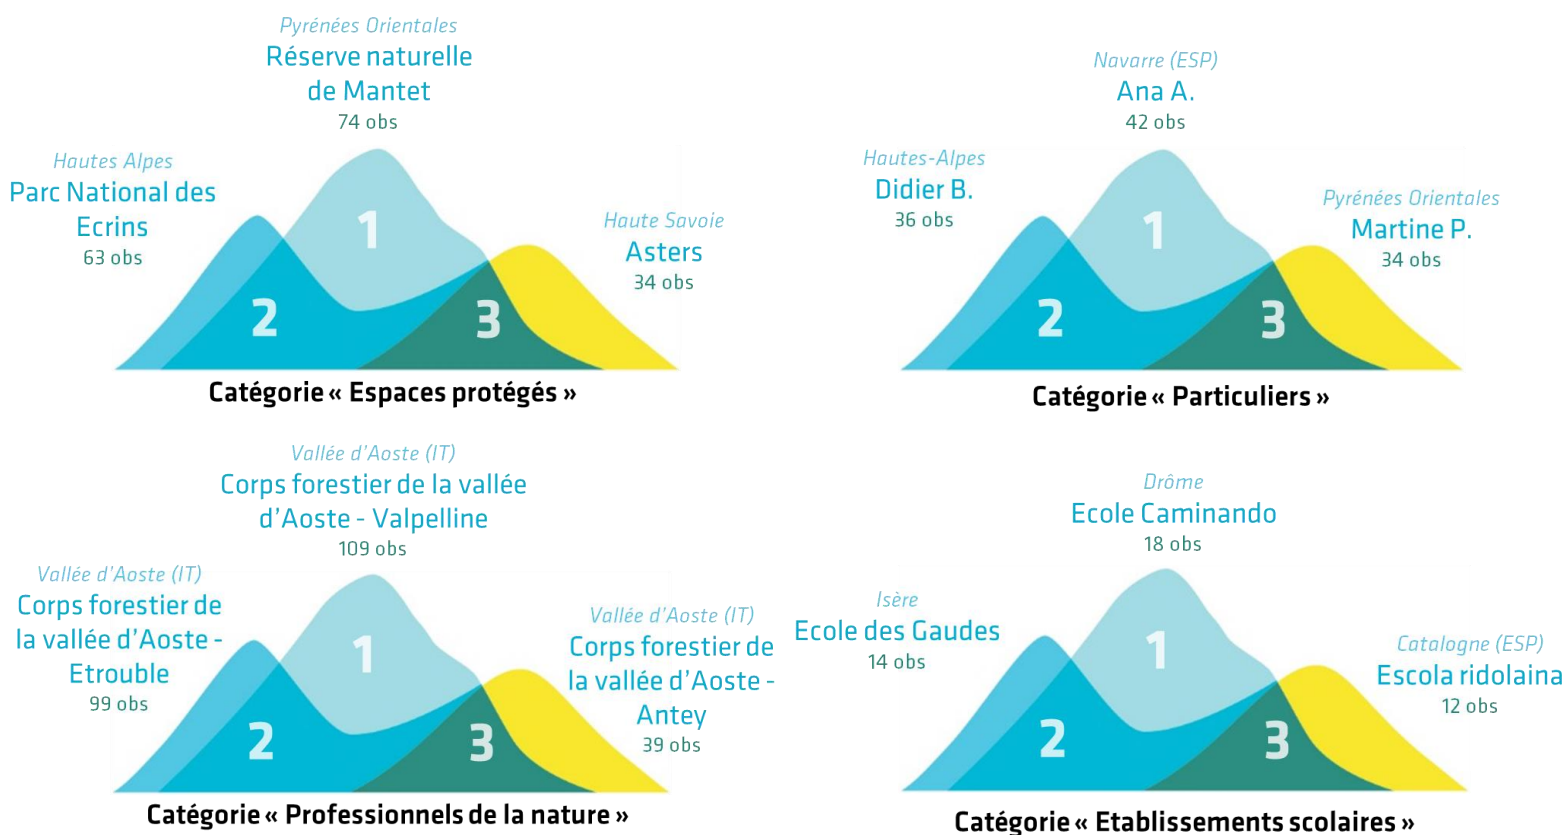 Pyrénées Orientales
Réserve naturelle
de Mantet
74 obs
Hautes Alpes
Parc National des
Ecrins
63 obs
Haute Savoie
Asters
34 obs
1
2
3
Catégorie « Espaces protégés »
Navarre (ESP)
Ana A.
42 obs
Hautes-Alpes
Didier B.
36 obs
Pyrénées Orientales
Martine P.
34 obs
1
2
3
Catégorie « Particuliers »
Vallée d'Aoste (IT)
Corps forestier de la vallée
d'Aoste - Valpelline
109 obs
Vallée d'Aoste (IT)
Corps forestier de
la vallée d'Aoste -
Etrouble
99 obs
Vallée d'Aoste (IT)
Corps forestier de
la vallée d'Aoste -
Antey
39 obs
1
2
3
Catégorie « Professionnels de la nature »
Drôme
Ecole Caminando
18 obs
Isère
Ecole des Gaudes
14 obs
Catalogne (ESP)
Escola ridolaina
12 obs
1
2
3
Catégorie « Etablissements scolaires »